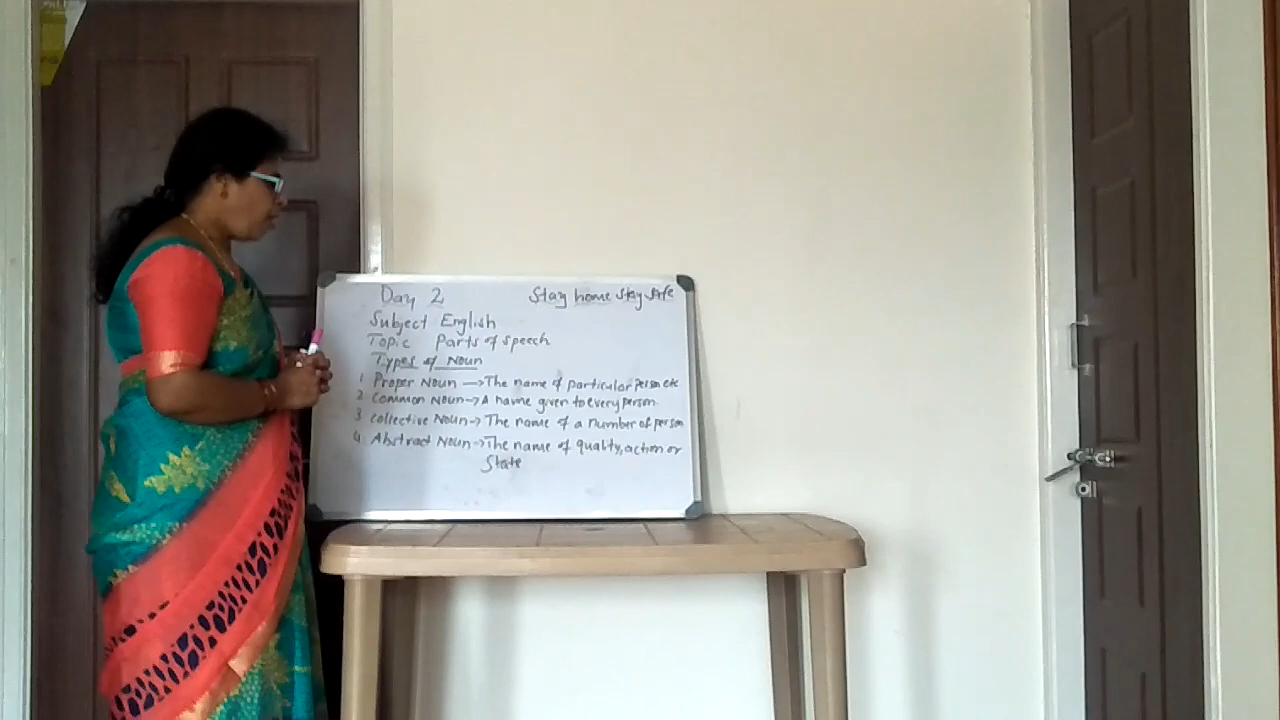 Day 2 Stay home Stay Safe
Subject English
Topic Parts of speech
Types of Noun
1 Proper Noun → The name of particular person etc
2 Common Noun → A name given to every person
3 collective Noun → The name of a number of person
4 Abstract Noun → The name of quality, action or
State